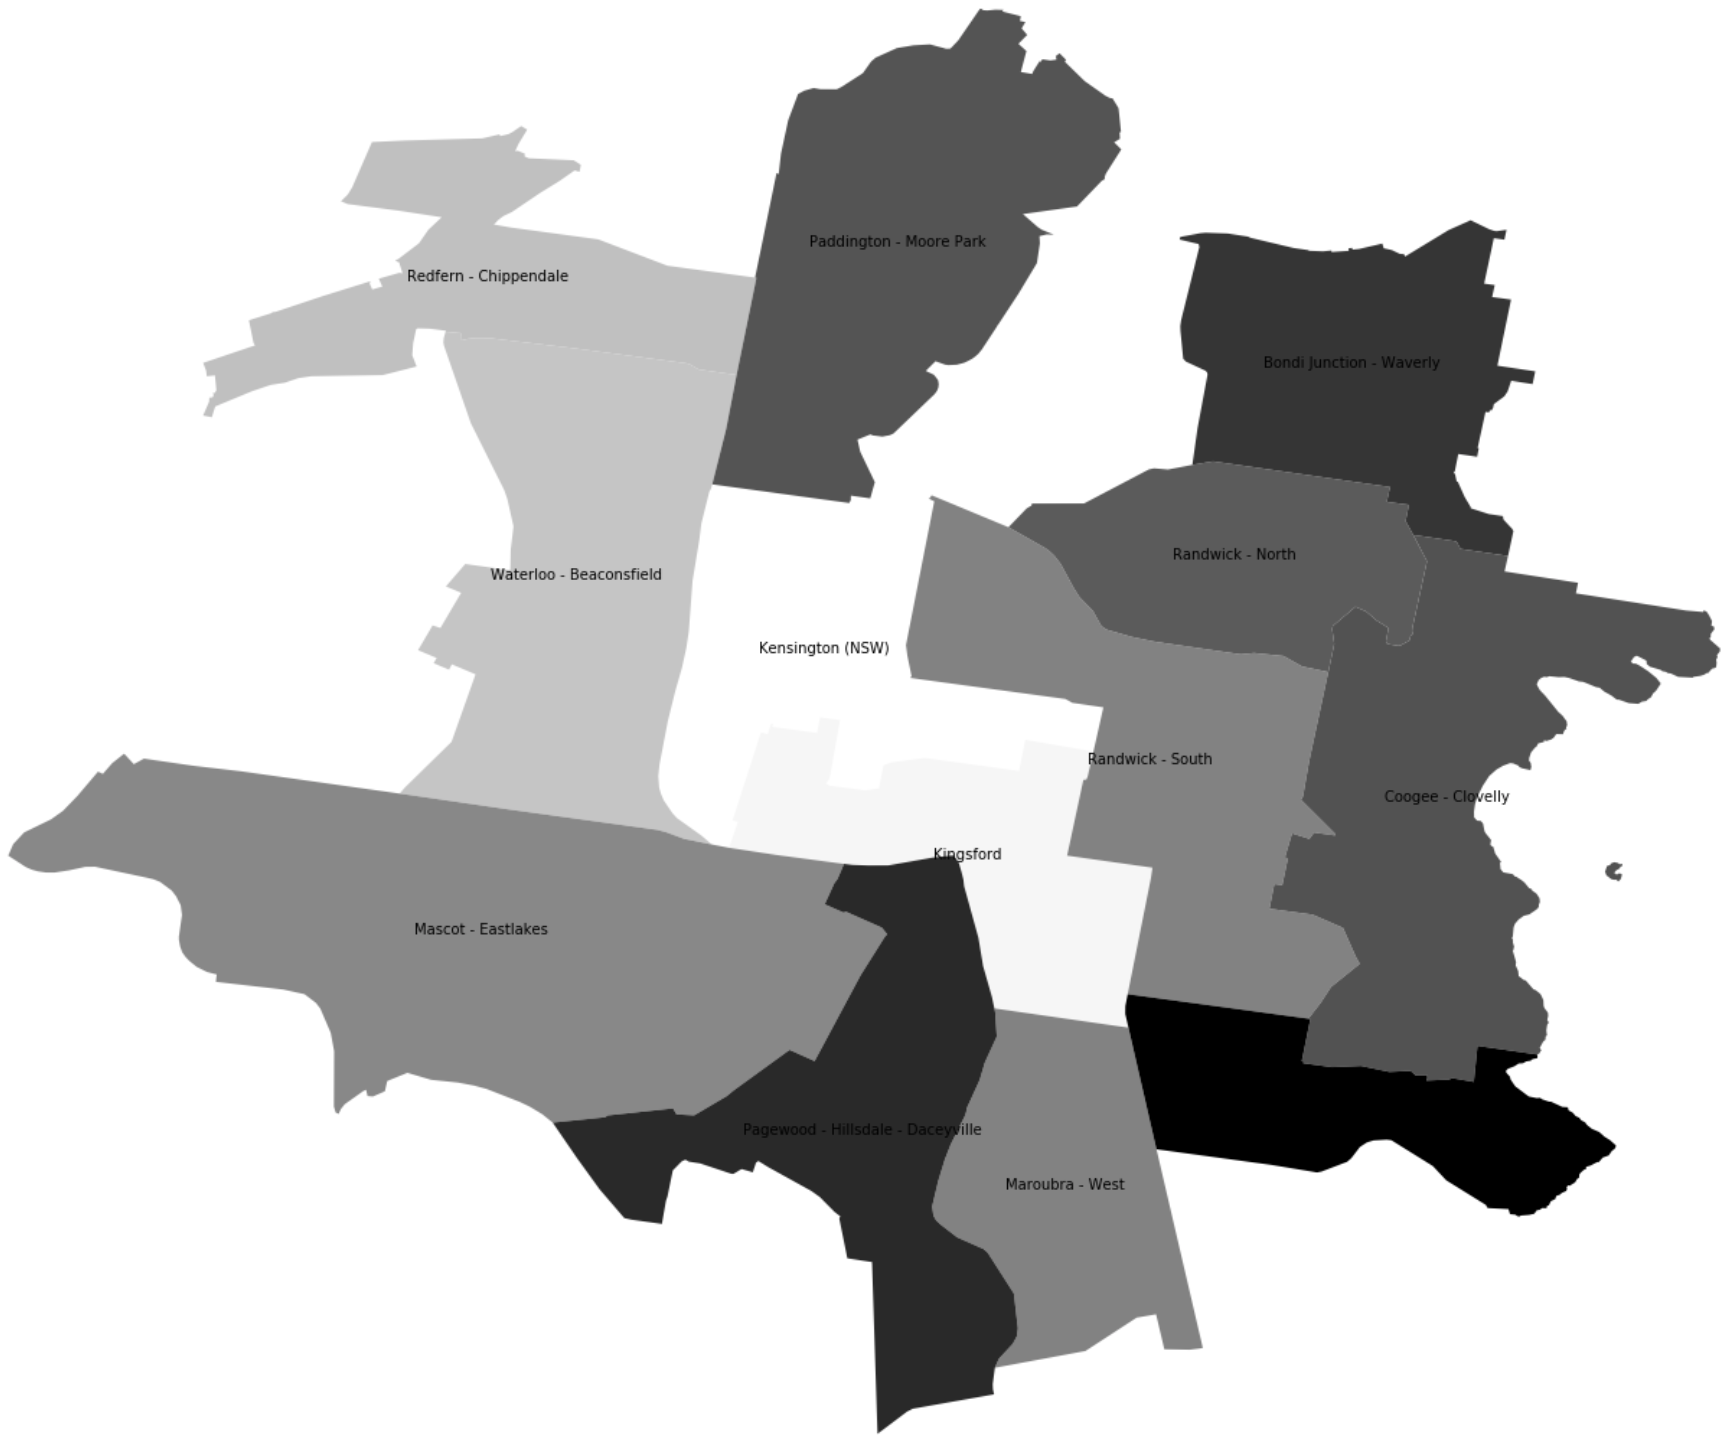 Paddington - Moore Park
Redfern - Chippendale
Bondi Junction - Waverly
Randwick - North
Waterloo - Beaconsfield
Kensington (NSW)
Randwick - South
Coogee - Clovelly
Kingsford
Mascot - Eastlakes
Pagewood - Hillsdale - Daceyville
Maroubra - West